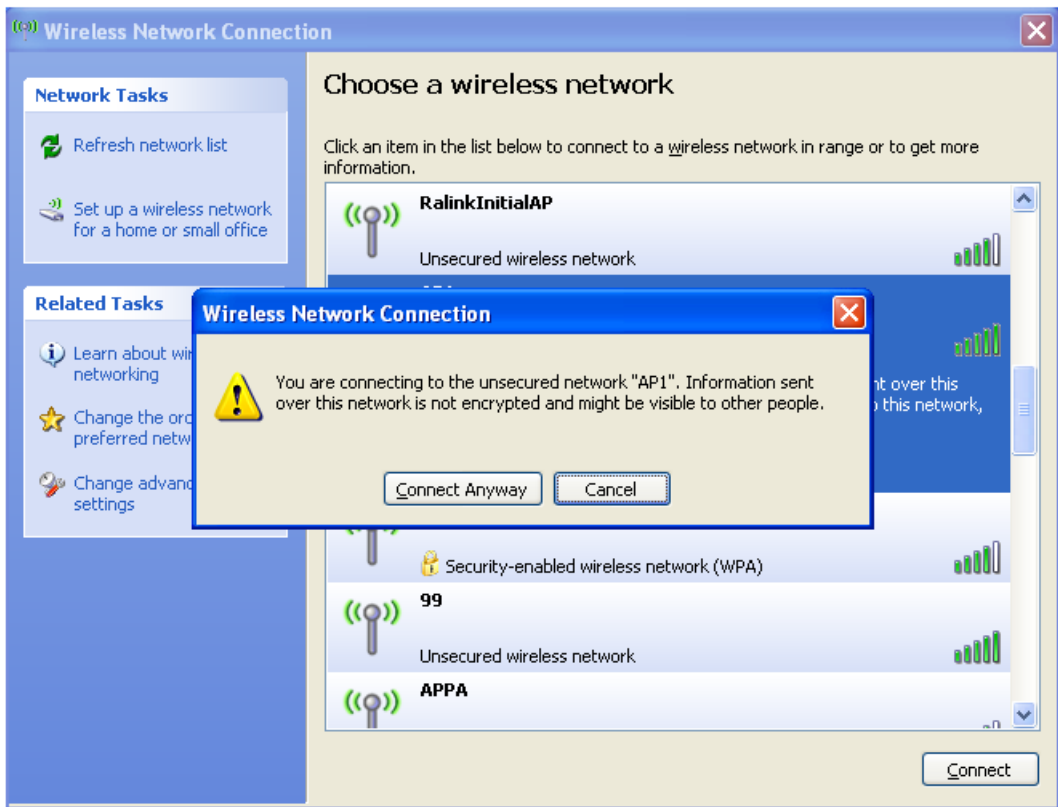 Wireless Network Connection
Network Tasks
Refresh network list
Set up a wireless network
for a home or small office
Related Tasks
Learn about
networking
Change the
preferred
Change
settings
Choose a wireless network
Click an item in the list below to connect to a wireless network in range or to get more
information.
RalinkInitialAP
Unsecured wireless network
over this
this network,
Security-enabled wireless network (WPA)
99
Unsecured wireless network
APPA
Connect
Wireless Network Connection
You are connecting to the unsecured network "AP1". Information sent
over this network is not encrypted and might be visible to other people.
Connect Anyway
Cancel